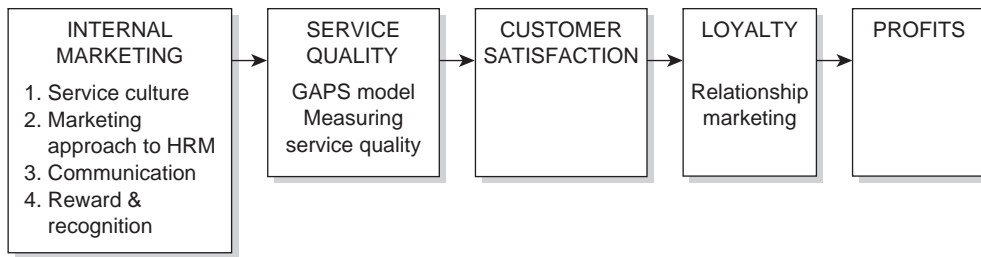 INTERNAL
MARKETING
1. Service culture
2. Marketing
approach to HRM
3. Communication
4. Reward &
recognition
SERVICE
QUALITY
GAPS model
Measuring
service quality
CUSTOMER
SATISFACTION
LOYALTY
Relationship
marketing
PROFITS